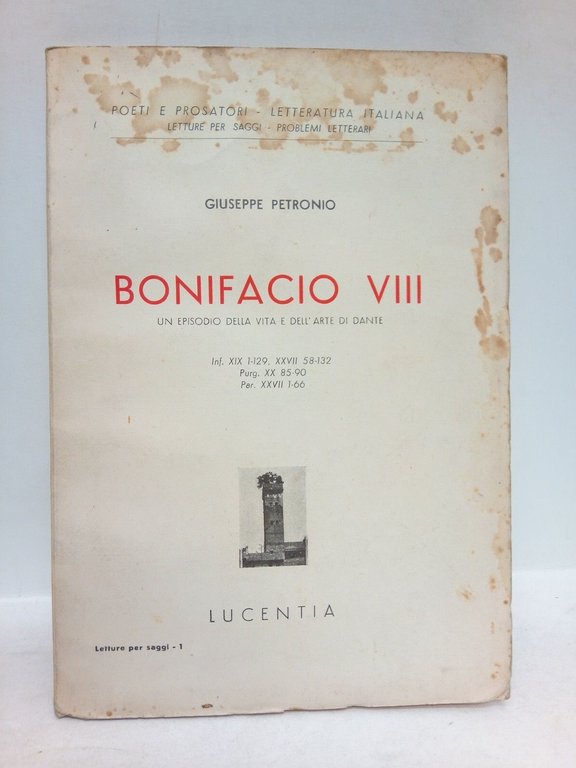 POETI E PROSATORI - LETTERATURA ITALIANA
LETTURE PER SAGGI - PROBLEMI LETTERARI
GIUSEPPE PETRONIO
BONIFACIO VIII
UN EPISODIO DELLA VITA E DELL'ARTE DI DANTE
Inf. XIX 1-129, XXVII 58-132
Purg. XX 85-90
Par. XXVII 1-66
LUCENTIA
Letture per saggi - 1